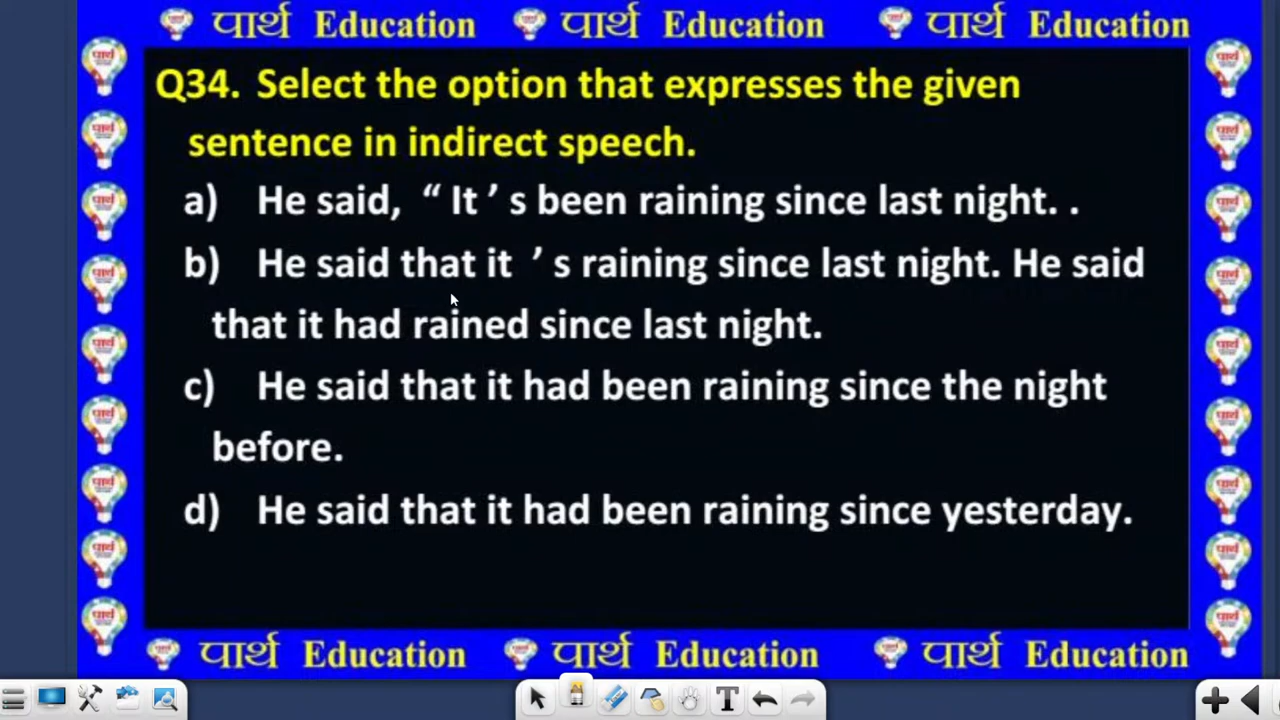 पार्थ Education पार्थ Education पार्थ Education
Q34. Select the option that expresses the given
sentence in indirect speech.
a) He said, “ It ’ s been raining since last night. .
b) He said that it ’ s raining since last night. He said
that it had rained since last night.
c) He said that it had been raining since the night
before.
d) He said that it had been raining since yesterday.
पार्थ Education पार्थ Education पार्थ Education